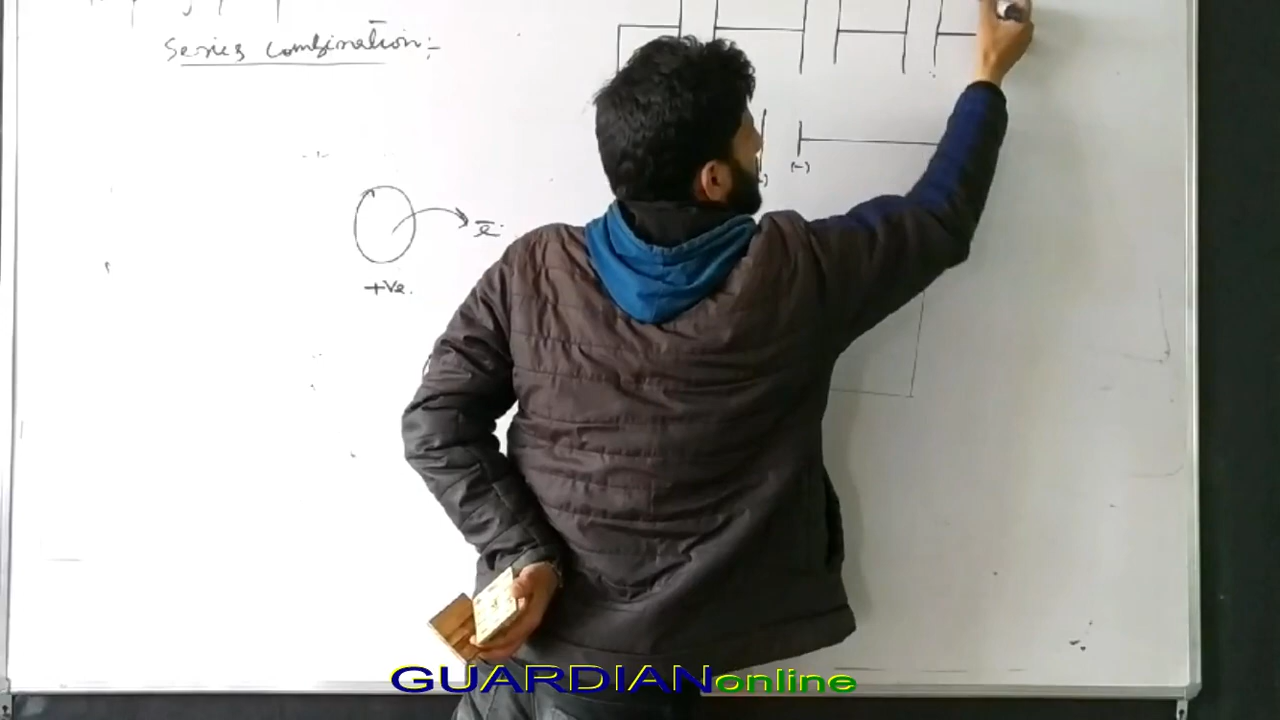 Series combination:-
(-)
e⁻
+ve.
GUARDIANonline